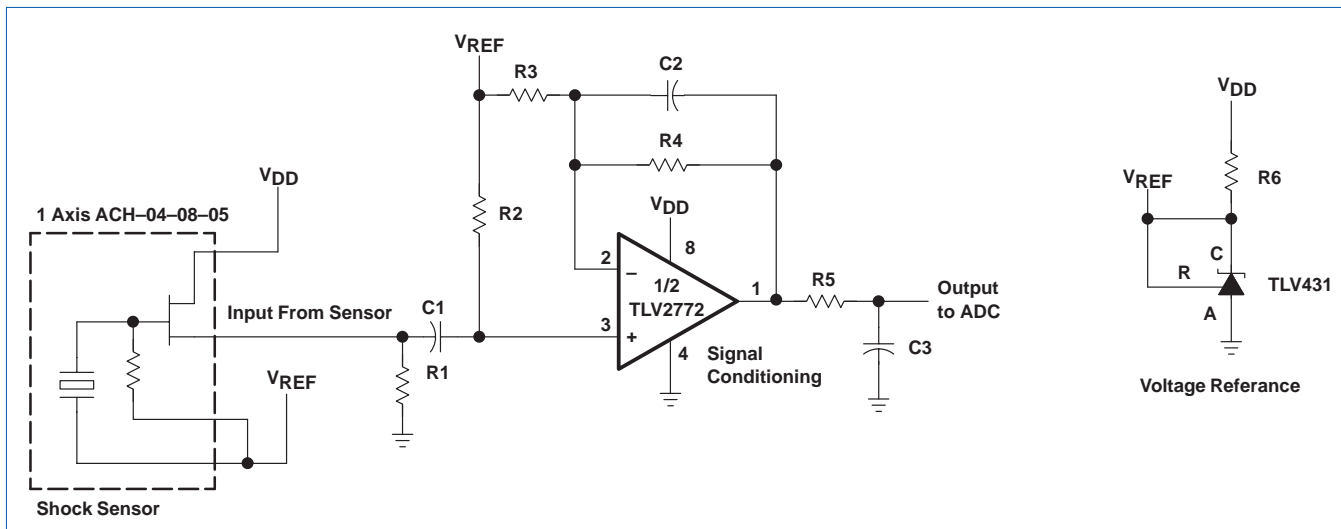 VREF
R3
C2
R4
VDD
1 Axis ACH–04–08–05
R2
VDD
8
2
–
1/2
TLV2772
1
R5
Output
to ADC
Input From Sensor
C1
3
+
4
Signal
Conditioning
C3
R1
VREF
Shock Sensor
VDD
R6
VREF
C
R
TLV431
A
Voltage Referance